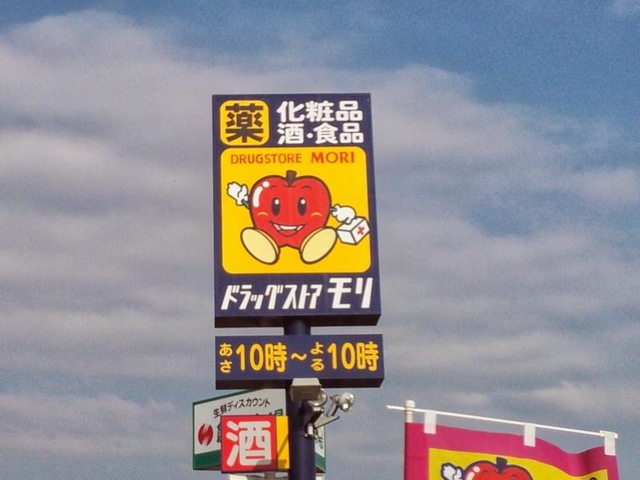 薬
化粧品
酒・食品
DRUGSTORE MORI
ドラッグストア モリ
あさ10時～よる10時
生鮮ディスカウント
酒